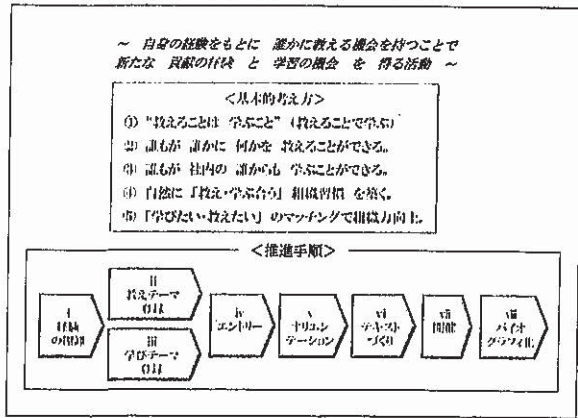 ～ 自身の経験をもとに 誰かに教える機会を持つことで
新たな 貢献の体験 と 学習の機会 を 得る活動 ～
＜基本的考え方＞
① “教えることは 学ぶこと”（教えることで学ぶ）
② 誰もが 誰かに 何かを 教えることができる。
③ 誰もが 社内の 誰からも 学ぶことができる。
④ 自然に「教え・学ぶ合う」組織習慣 を築く。
⑤「学びたい・教えたい」のマッチングで組織力向上。
＜推進手順＞
i
の
ii
教えテーマ
登録
iii
学びテーマ
登録
iv
エントリー
v
オリエン
テーション
vi
テキスト
づくり
vii
開催
バイオ
グラフィ化